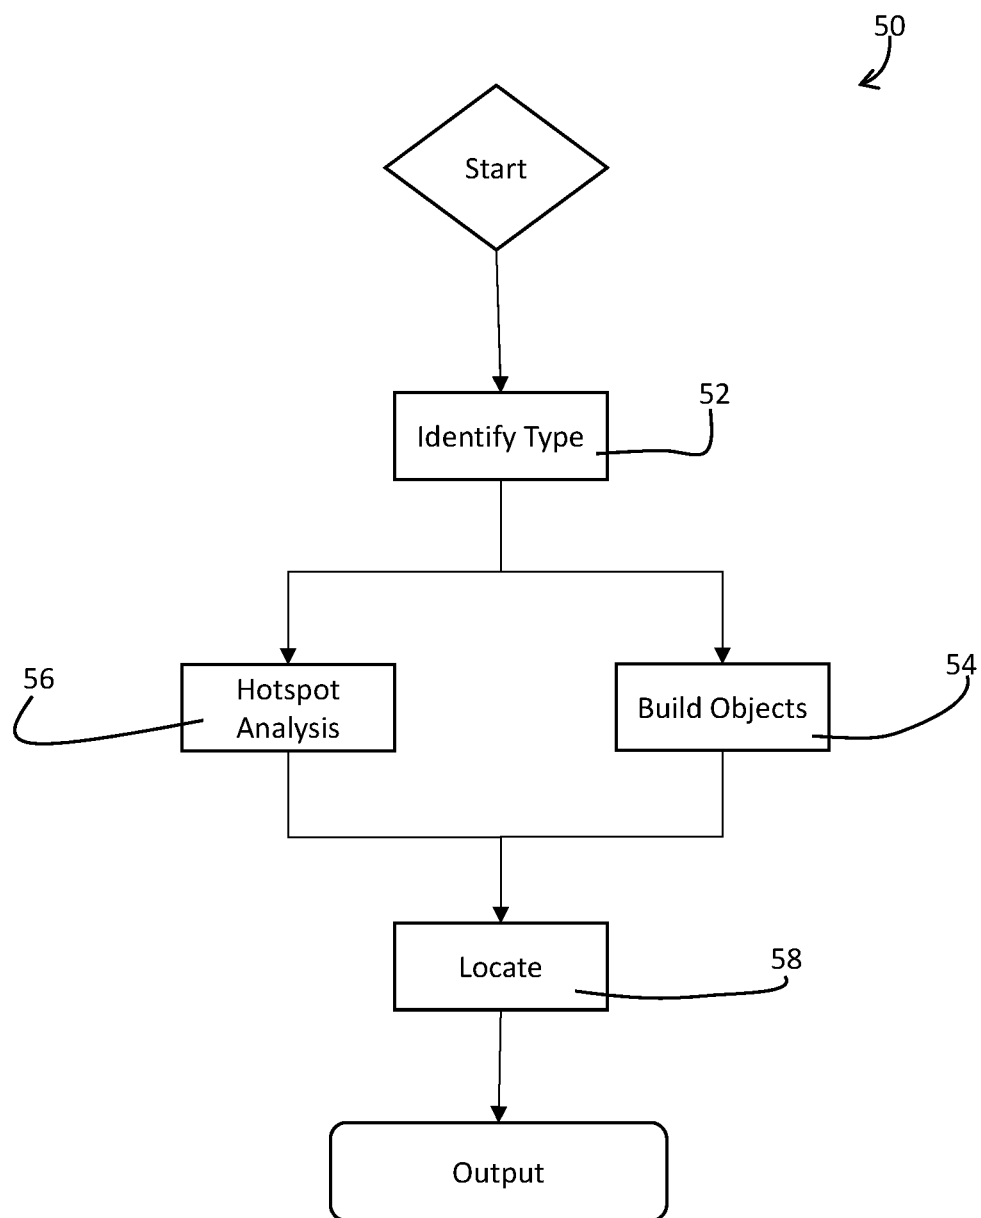 50
Start
52
Identify Type
56
Hotspot
Analysis
54
Build Objects
58
Locate
Output